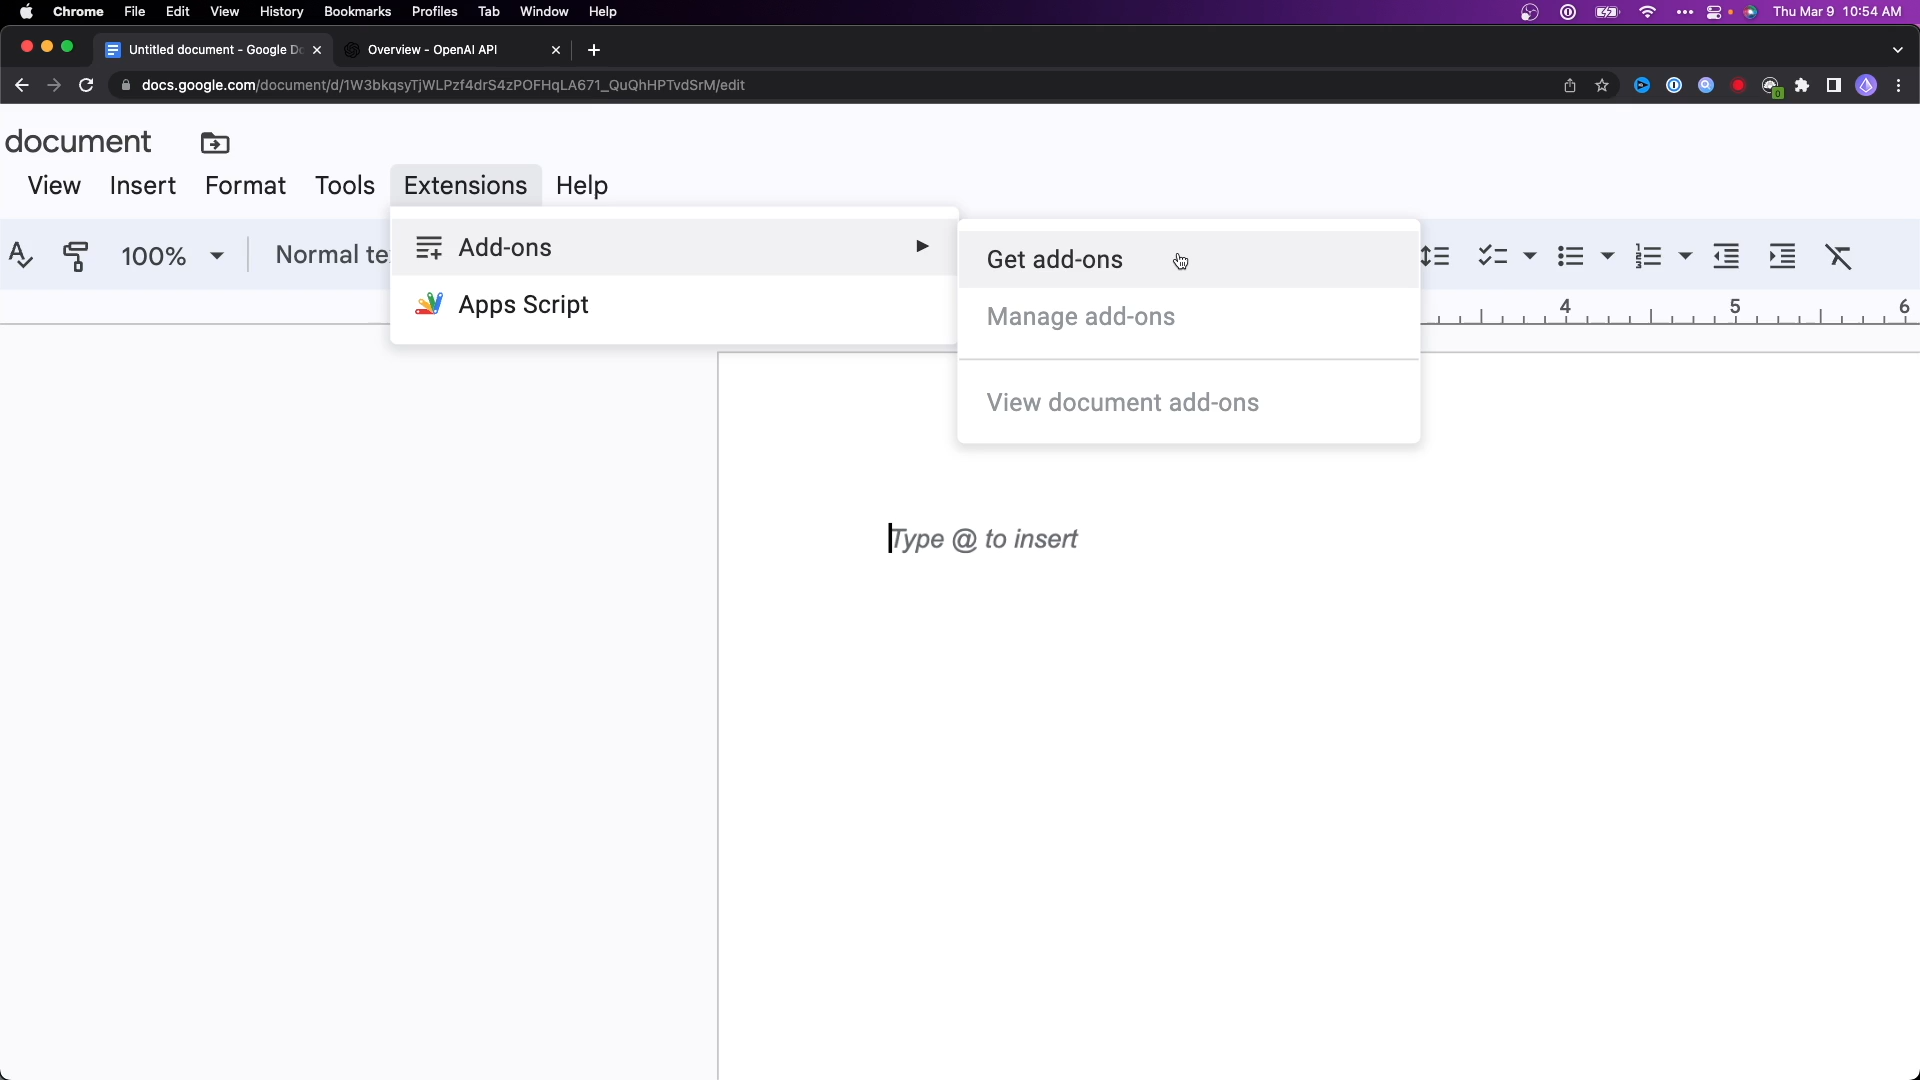 Chrome File Edit View History Bookmarks Profiles Tab Window Help Thu Mar 9 10:54 AM
Untitled document - Google Do Overview - OpenAI API
docs.google.com/document/d/1W3bkqsyTjWLPzf4drS4zPOFHqLA671_QuQhHPTvdSrM/edit
0
document
View Insert Format Tools Extensions Help
100% Normal te
Add-ons
Get add-ons
Apps Script
Manage add-ons
4 5 6
View document add-ons
Type @ to insert